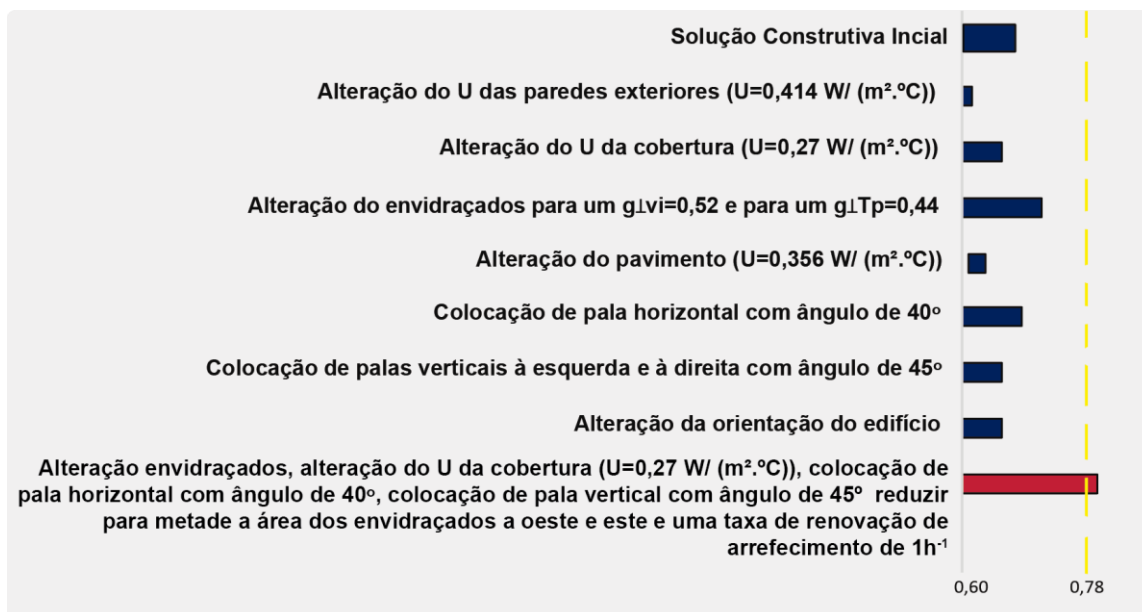 Solução Construtiva Incial
Alteração do U das paredes exteriores (U=0,414 W/ (m².ºC))
Alteração do U da cobertura (U=0,27 W/ (m².ºC))
Alteração do envidraçados para um g⊥vi=0,52 e para um g⊥Tp=0,44
Alteração do pavimento (U=0,356 W/ (m².ºC))
Colocação de pala horizontal com ângulo de 40º
Colocação de palas verticais à esquerda e à direita com ângulo de 45º
Alteração da orientação do edifício
Alteração envidraçados, alteração do U da cobertura (U=0,27 W/ (m².ºC)), colocação de
pala horizontal com ângulo de 40º, colocação de pala vertical com ângulo de 45º reduzir
para metade a área dos envidraçados a oeste e este e uma taxa de renovação de
arrefecimento de 1h⁻¹
0,60 0,78